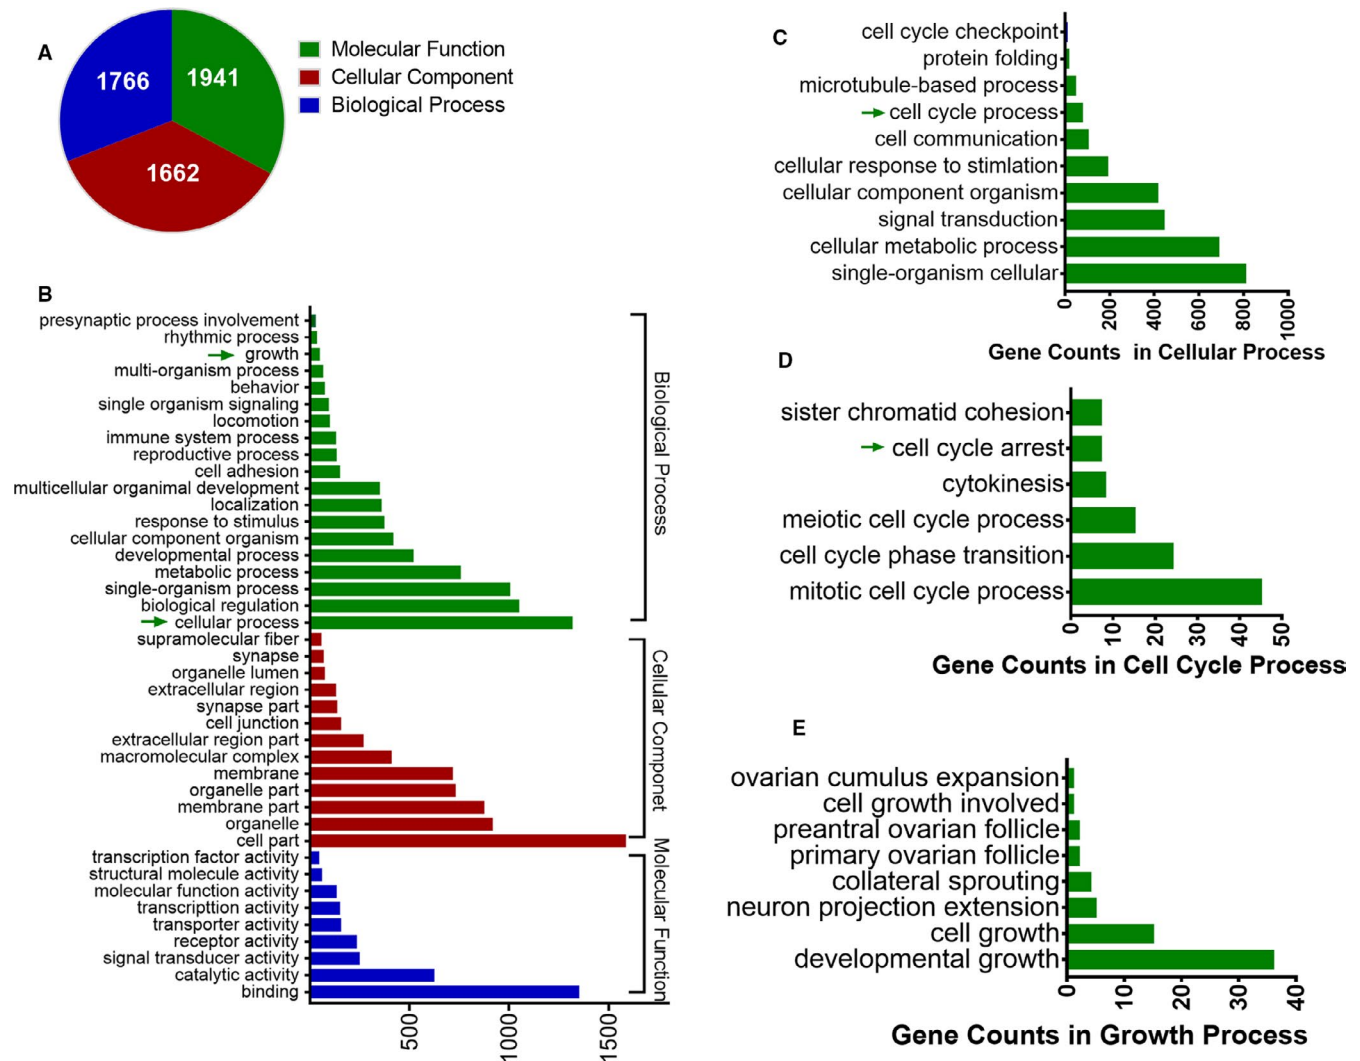 A
1766
1941
1662
Molecular Function
Cellular Component
Biological Process
B
presynaptic process involvement
rhythmic process
growth
multi-organism process
behavior
single organism signaling
locomotion
immune system process
reproductive process
cell adhesion
multicellular organimal development
localization
response to stimulus
cellular component organism
developmental process
metabolic process
single-organism process
biological regulation
cellular process
supramolecular fiber
synapse
organelle lumen
extracellular region
synapse part
cell junction
extracellular region part
macromolecular complex
membrane
organelle part
membrane part
organelle
cell part
transcription factor activity
structural molecule activity
molecular function activity
transcripttion activity
transporter activity
receptor activity
signal transducer activity
catalytic activity
binding
500
1000
1500
Biological Process
Cellular Componet
Molecular Function
C
cell cycle checkpoint
protein folding
microtubule-based process
cell cycle process
cell communication
cellular response to stimlation
cellular component organism
signal transduction
cellular metabolic process
single-organism cellular
0
200
400
600
800
1000
Gene Counts in Cellular Process
D
sister chromatid cohesion
cell cycle arrest
cytokinesis
meiotic cell cycle process
cell cycle phase transition
mitotic cell cycle process
0
10
20
30
40
50
Gene Counts in Cell Cycle Process
E
ovarian cumulus expansion
cell growth involved
preantral ovarian follicle
primary ovarian follicle
collateral sprouting
neuron projection extension
cell growth
developmental growth
0
10
20
30
40
Gene Counts in Growth Process